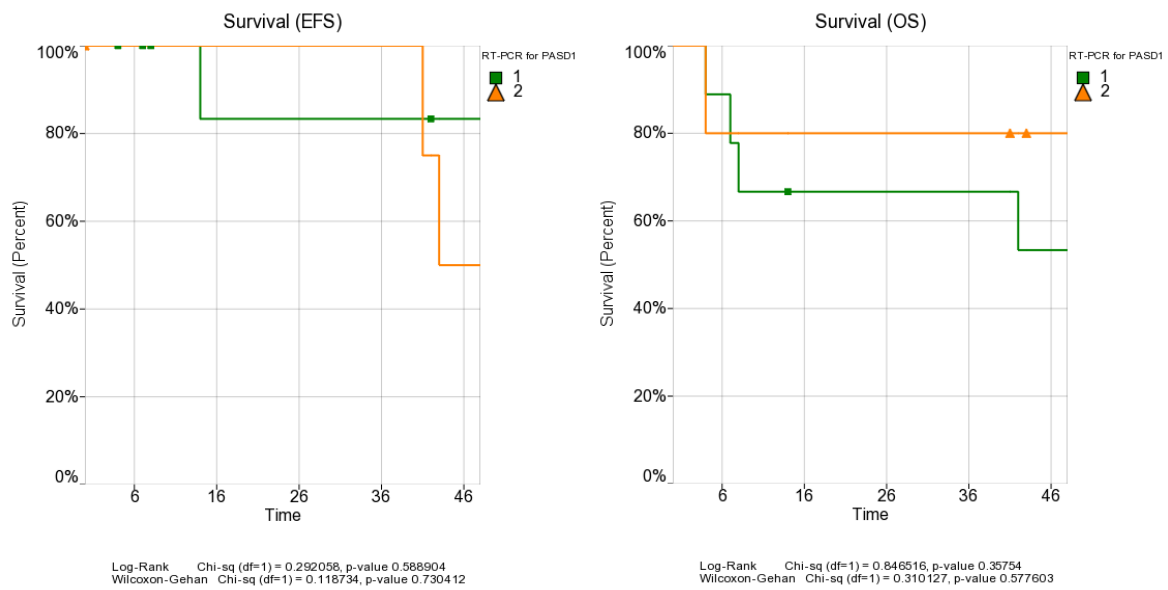 Survival (EFS)
100%
80%
60%
40%
20%
0%
Survival (Percent)
6 16 26 36 46
Time
RT-PCR for PASD1
1
2
Log-Rank Chi-sq (df=1) = 0.292058, p-value 0.588904
Wilcoxon-Gehan Chi-sq (df=1) = 0.118734, p-value 0.730412
Survival (OS)
100%
80%
60%
40%
20%
0%
Survival (Percent)
6 16 26 36 46
Time
RT-PCR for PASD1
1
2
Log-Rank Chi-sq (df=1) = 0.846516, p-value 0.35754
Wilcoxon-Gehan Chi-sq (df=1) = 0.310127, p-value 0.577603